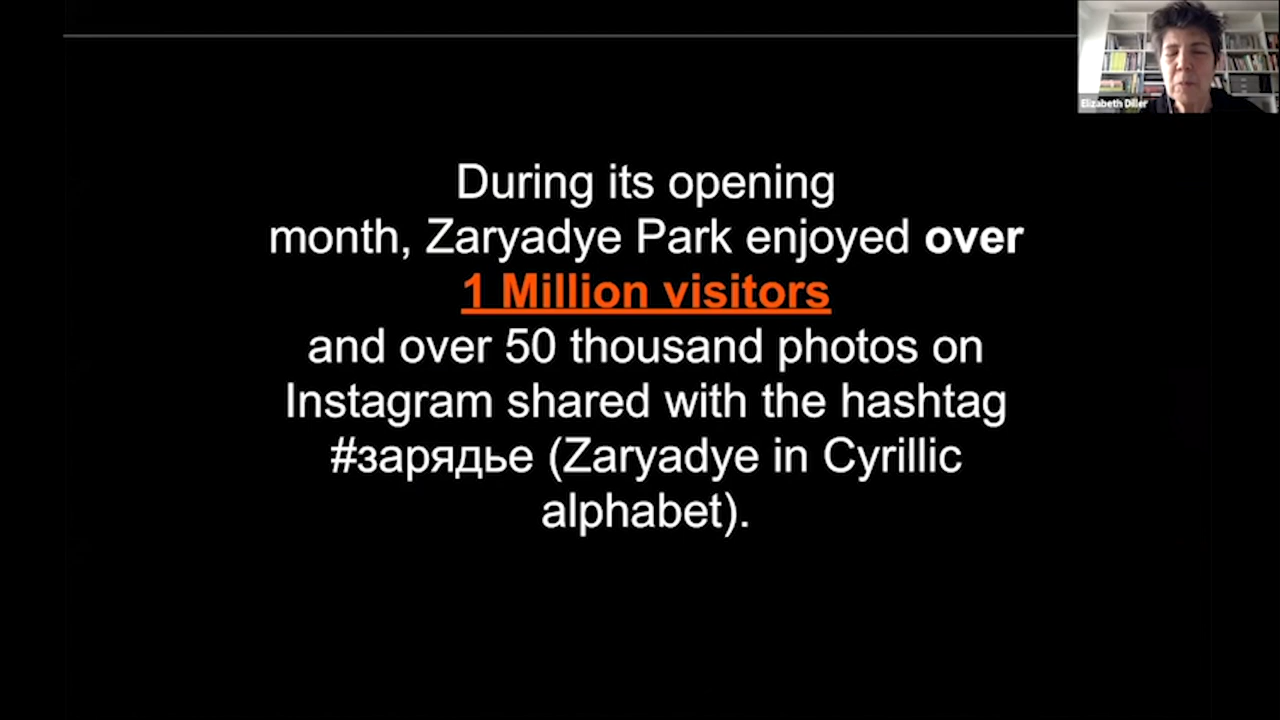 Elizabeth Diller
During its opening
month, Zaryadye Park enjoyed over
1 Million visitors
and over 50 thousand photos on
Instagram shared with the hashtag
#зарядье (Zaryadye in Cyrillic
alphabet).